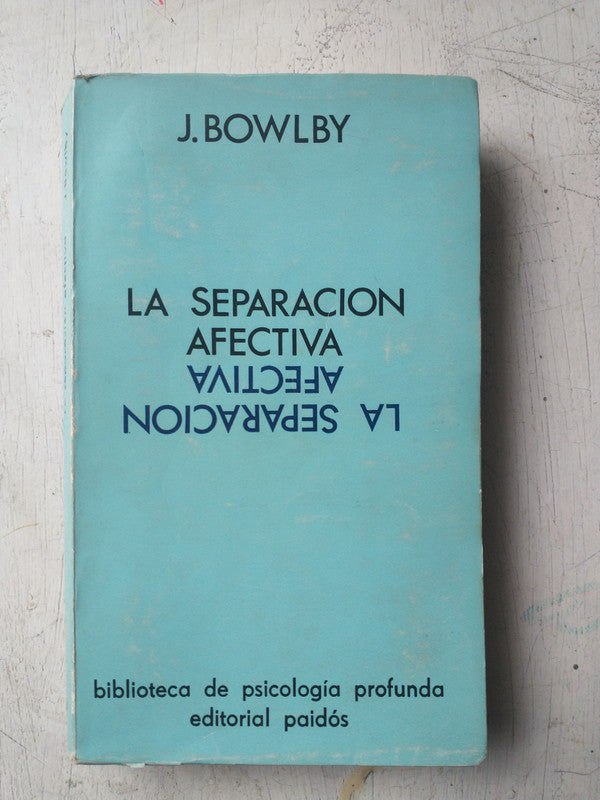 J. BOWLBY
LA SEPARACION
AFECTIVA
AFECTIVA
LA SEPARACION
biblioteca de psicología profunda
editorial paidós